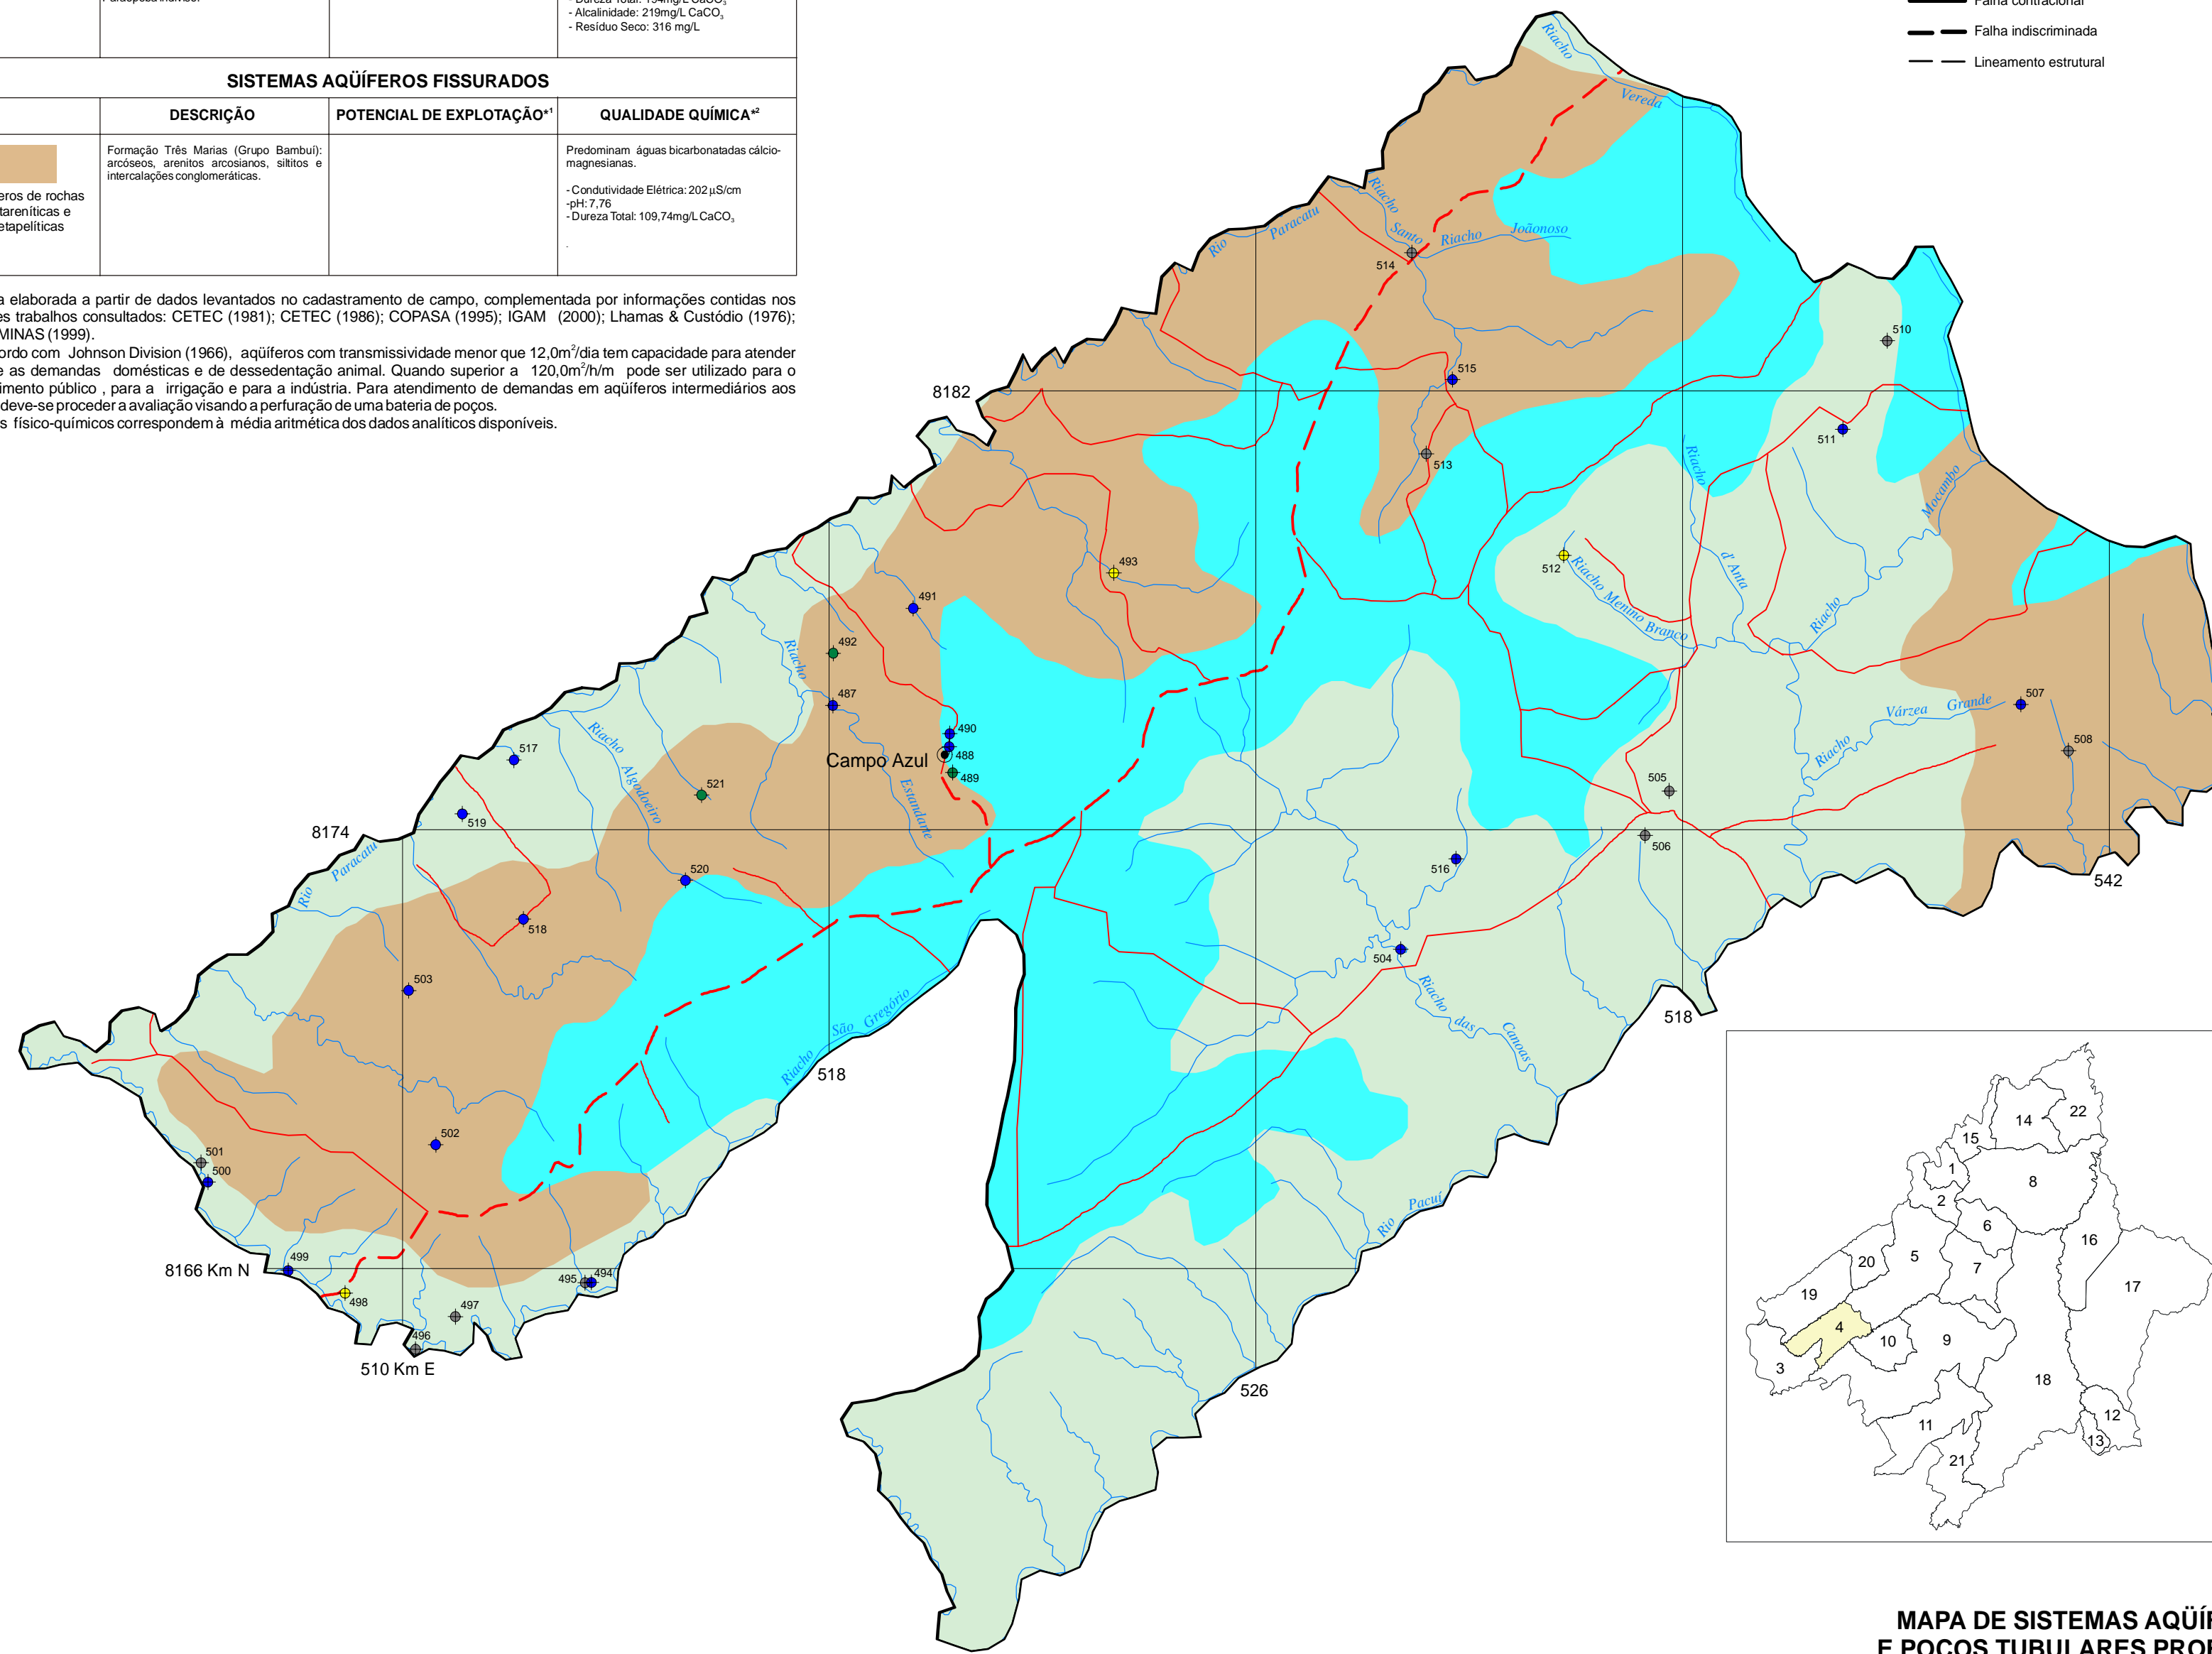 - Alcalinidade: 219mg/L CaCO3
- Resíduo Seco: 316 mg/L
Falha indiscriminada
Lineamento estrutural
SISTEMAS AQÜÍFEROS FISSURADOS
DESCRIÇÃO
POTENCIAL DE EXPLOTAÇÃO*1
QUALIDADE QUÍMICA*2
Formação Três Marias (Grupo Bambuí):
arcóseos, arenitos arcosianos, siltitos e
intercalações conglomeráticas.
Predominam águas bicarbonatadas cálcio-
magnesianas.
- Condutividade Elétrica: 202 µS/cm
-pH: 7,76
- Dureza Total: 109,74mg/L CaCO3
eros de rochas
tareníticas e
etapelíticas
a elaborada a partir de dados levantados no cadastramento de campo, complementada por informações contidas nos
es trabalhos consultados: CETEC (1981); CETEC (1986); COPASA (1995); IGAM (2000); Lhamas & Custódio (1976);
MINAS (1999).
ordo com Johnson Division (1966), aqüíferos com transmissividade menor que 12,0m2/dia tem capacidade para atender
e as demandas domésticas e de dessedentação animal. Quando superior a 120,0m2/h/m pode ser utilizado para o
imento público , para a irrigação e para a indústria. Para atendimento de demandas em aqüíferos intermediários aos
deve-se proceder a avaliação visando a perfuração de uma bateria de poços.
s físico-químicos correspondem à média aritmética dos dados analíticos disponíveis.
Riacho
Vereda
Riacho
Santo
Rio Paracatu
Riacho Joãonoso
514
510
515
8182
511
513
Riacho
d' Anta
Mocambo
Riacho
512
Riacho Menino Branco
493
491
492
Riacho
487
Estandarte
490
488
Campo Azul
489
507
Várzea Grande
Riacho
508
505
506
517
Riacho
Algodoeiro
521
519
8174
Rio Paracatu
520
516
542
518
504
Riacho das Canoas
503
São Gregório
Riacho
518
518
502
501
500
Rio Pacuí
8166 Km N
499
498
495
494
497
496
510 Km E
526
14
22
15
1
8
2
6
16
5
20
7
17
19
4
10
9
3
18
12
11
13
21
MAPA DE SISTEMAS AQÜÍ
E POÇOS TUBULARES